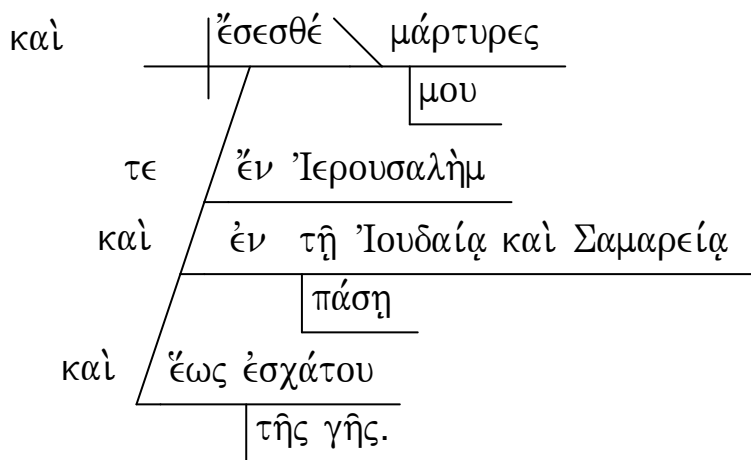 καὶ ἔσεσθέ μάρτυρες
μου
τε ἔν Ἰερουσαλὴμ
καὶ ἐν τῇ Ἰουδαίᾳ καὶ Σαμαρείᾳ
πάσῃ
καὶ ἕως ἐσχάτου
τῆς γῆς.